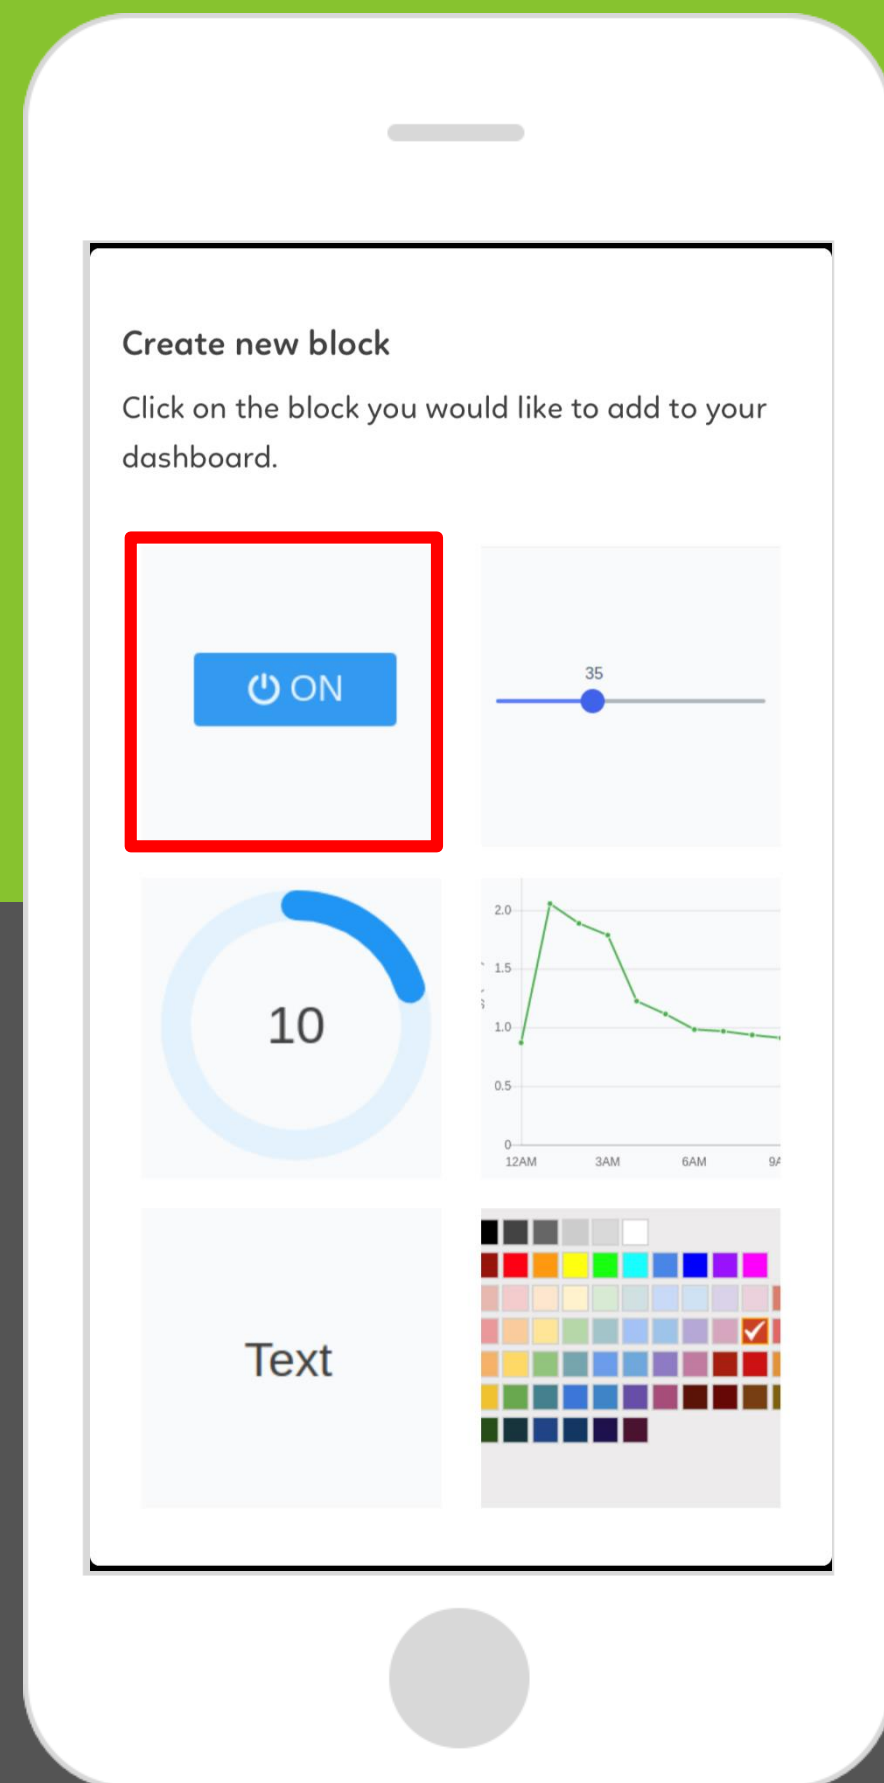 Create new block
Click on the block you would like to add to your
dashboard.
ON
35
10
2.0
1.5
1.0
0.5
0
12AM 3AM 6AM
Text